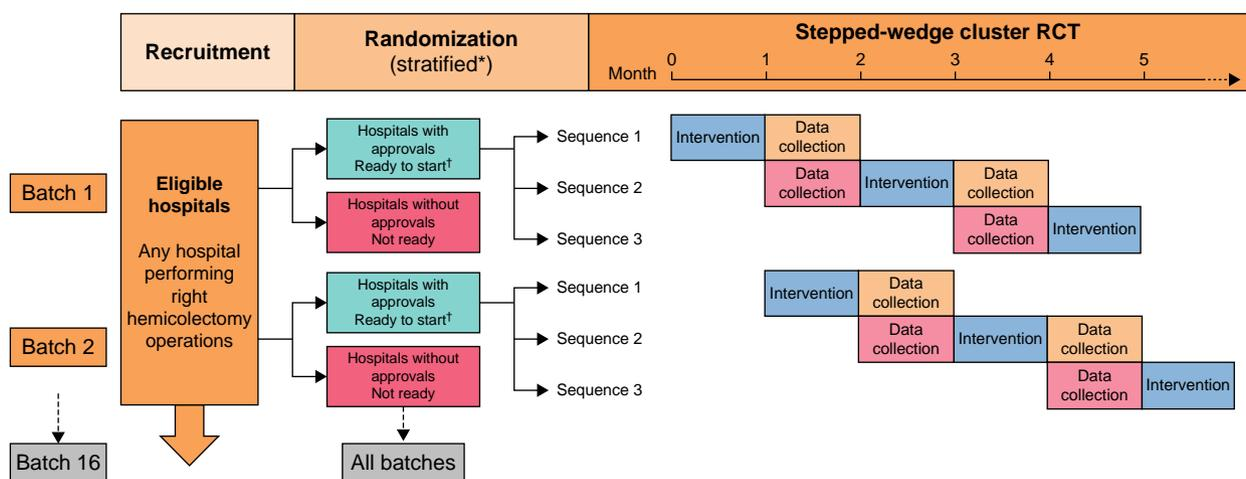 Recruitment
Randomization
(stratified*)
Stepped-wedge cluster RCT
Month
0 1 2 3 4 5
Batch 1
Eligible
hospitals
Any hospital
performing
right
hemicolectomy
operations
Hospitals with
approvals
Ready to start†
Hospitals without
approvals
Not ready
Sequence 1
Sequence 2
Sequence 3
Intervention
Data
collection
Data
collection
Intervention
Data
collection
Data
collection
Intervention
Batch 2
Hospitals with
approvals
Ready to start†
Hospitals without
approvals
Not ready
Sequence 1
Sequence 2
Sequence 3
Intervention
Data
collection
Data
collection
Intervention
Data
collection
Data
collection
Intervention
Batch 16
All batches